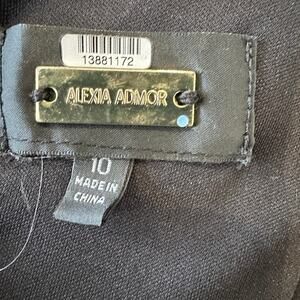 13881172
ALEXIA ADMOR
10
MADE IN
CHINA